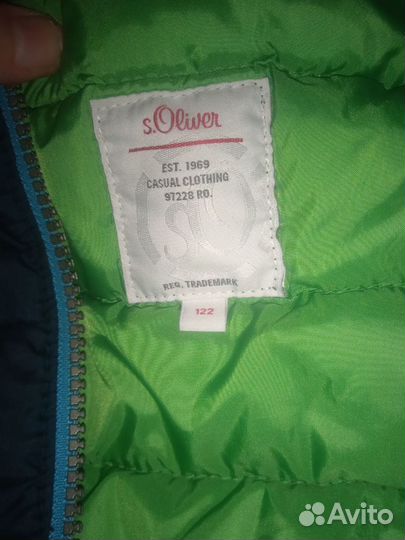 s.Oliver
EST. 1969
CASUAL CLOTHING
97228 RO.
REG. TRADEMARK
122
Avito